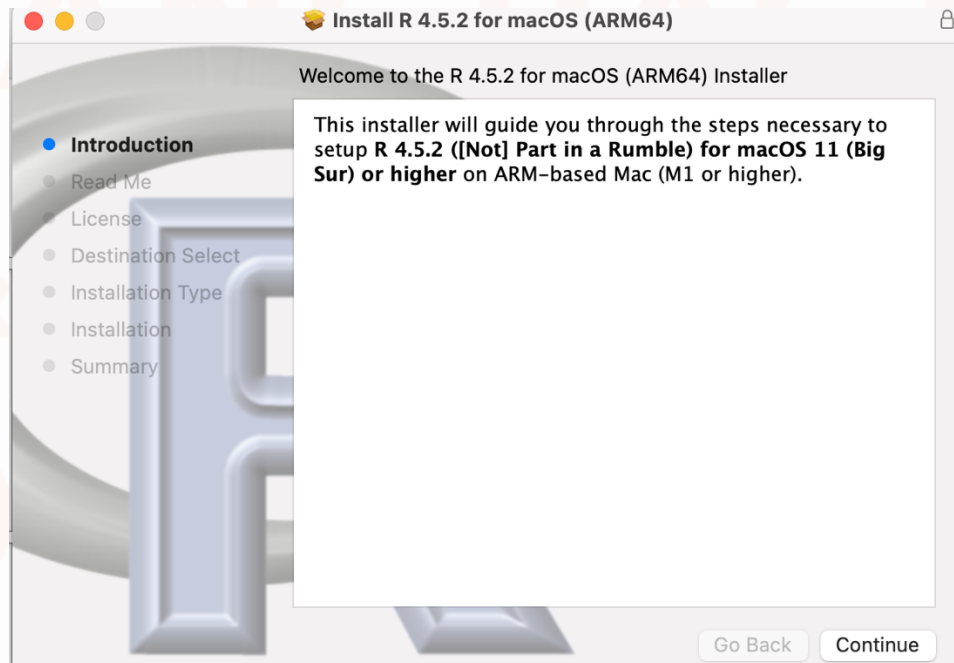 Install R 4.5.2 for macOS (ARM64)
Welcome to the R 4.5.2 for macOS (ARM64) Installer
Introduction
Read Me
License
Destination Select
Installation Type
Installation
Summary
This installer will guide you through the steps necessary to
setup R 4.5.2 ([Not] Part in a Rumble) for macOS 11 (Big
Sur) or higher on ARM-based Mac (M1 or higher).
R
Go Back
Continue